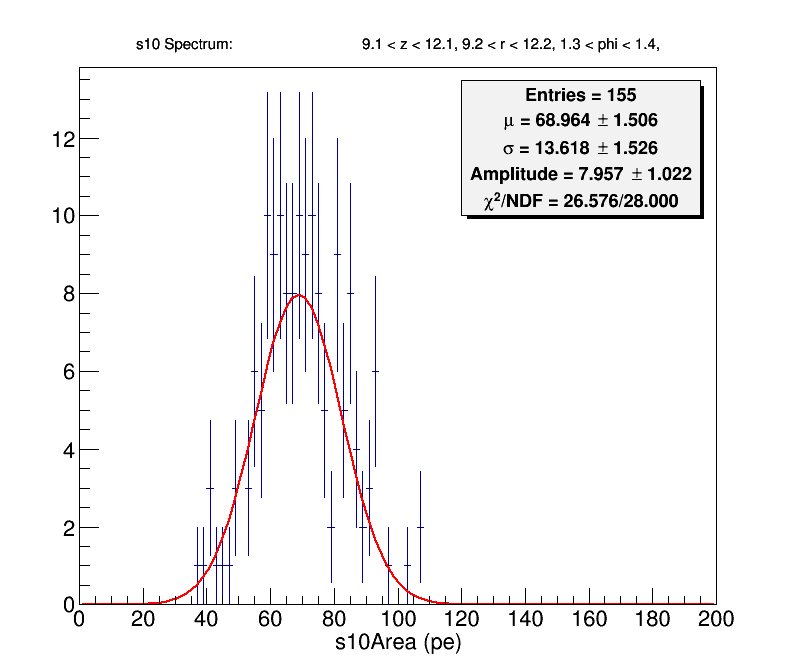 s10 Spectrum: 9.1 < z < 12.1, 9.2 < r < 12.2, 1.3 < phi < 1.4,
Entries = 155
μ = 68.964 ± 1.506
σ = 13.618 ± 1.526
Amplitude = 7.957 ± 1.022
χ²/NDF = 26.576/28.000
12
10
8
6
4
2
0
0 20 40 60 80 100 120 140 160 180 200
s10Area (pe)